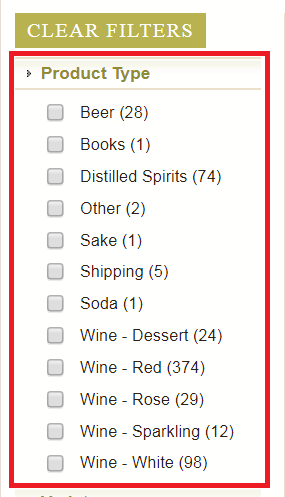 CLEAR FILTERS
Product Type
Beer (28)
Books (1)
Distilled Spirits (74)
Other (2)
Sake (1)
Shipping (5)
Soda (1)
Wine - Dessert (24)
Wine - Red (374)
Wine - Rose (29)
Wine - Sparkling (12)
Wine - White (98)